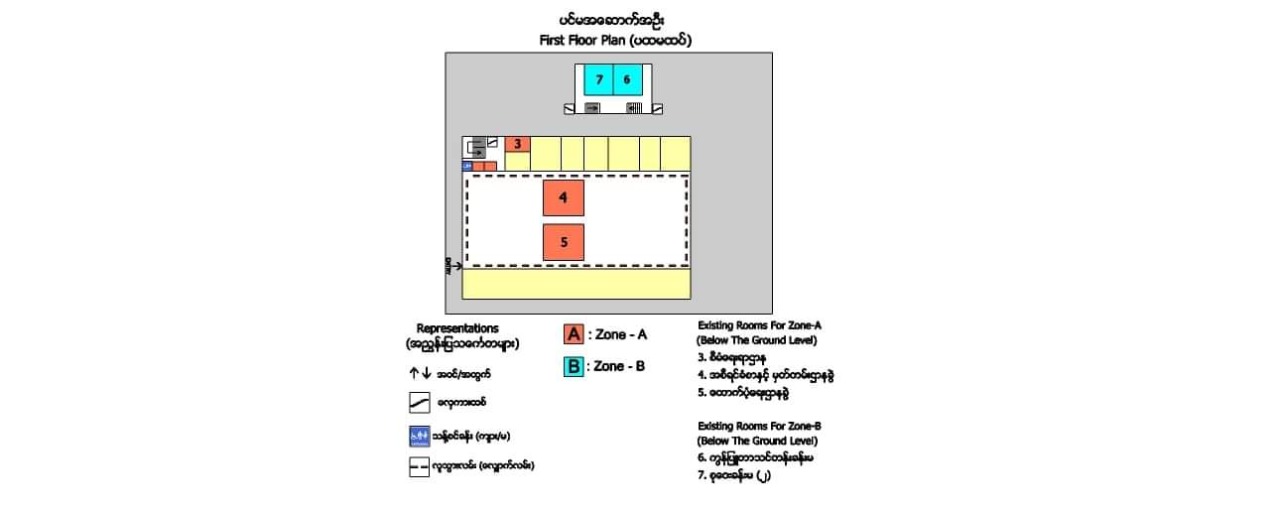 ပင်မအဆောက်အဦး
First Floor Plan (ပထမထပ်)
7
6
3
4
5
Entry
Representations
(အညွှန်းပြသင်္ကေတများ)
အဝင်/အထွက်
လှေကားထစ်
သန့်စင်ခန်း (ကျား/မ)
လူသွားလမ်း (လျှောက်လမ်း)
A : Zone - A
B : Zone - B
Existing Rooms For Zone-A
(Below The Ground Level)
3. စီမံရေးရာဌာန
4. အစီရင်ခံစာနှင့် မှတ်တမ်းဌာနခွဲ
5. ထောက်ပံ့ရေးဌာနခွဲ
Existing Rooms For Zone-B
(Below The Ground Level)
6. ကွန်ပြူတာသင်တန်းခန်းမ
7. စုဝေးခန်းမ (၂)